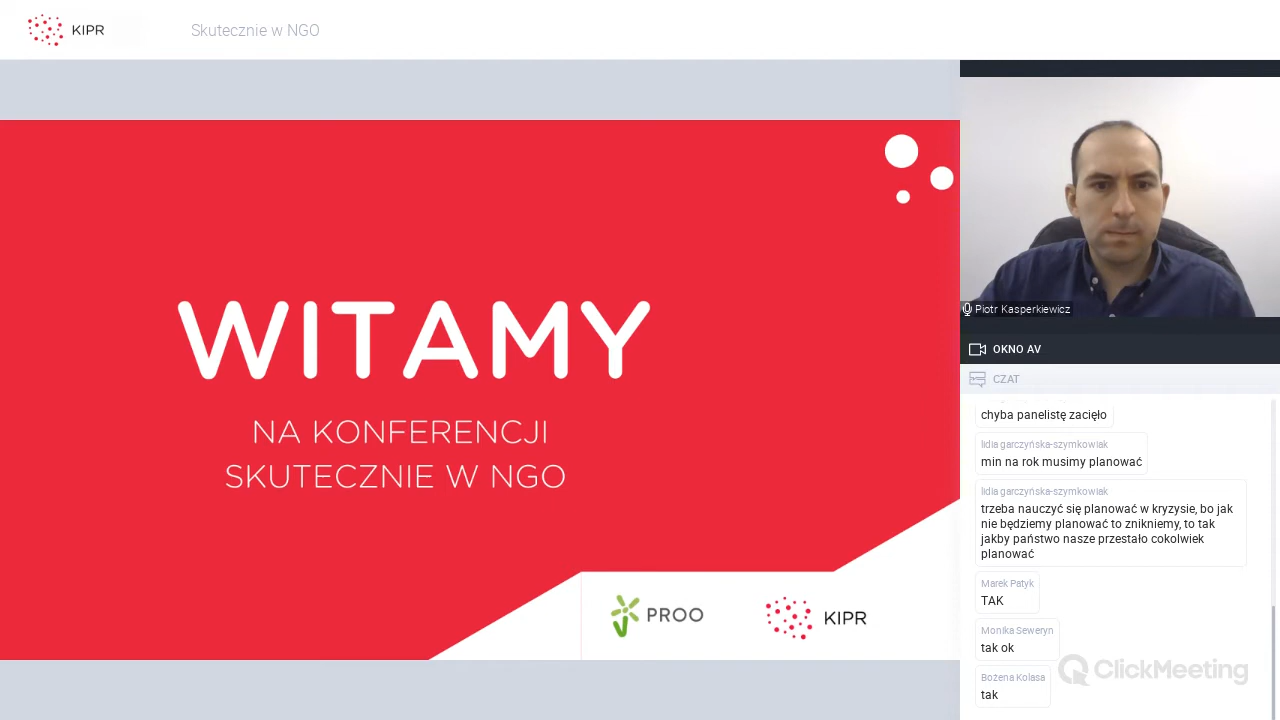 KIPR
Skutecznie w NGO
WITAMY
NA KONFERENCJI
SKUTECZNIE W NGO
PROO
KIPR
Piotr Kasperkiewicz
OKNO AV
CZAT
chyba panelistę zacięło
lidia garczyńska-szymkowiak
min na rok musimy planować
lidia garczyńska-szymkowiak
trzeba nauczyć się planować w kryzysie, bo jak
nie będziemy planować to znikniemy, to tak
jakby państwo nasze przestało cokolwiek
planować
Marek Patyk
TAK
Monika Seweryn
tak ok
Bożena Kolasa
tak
ClickMeeting